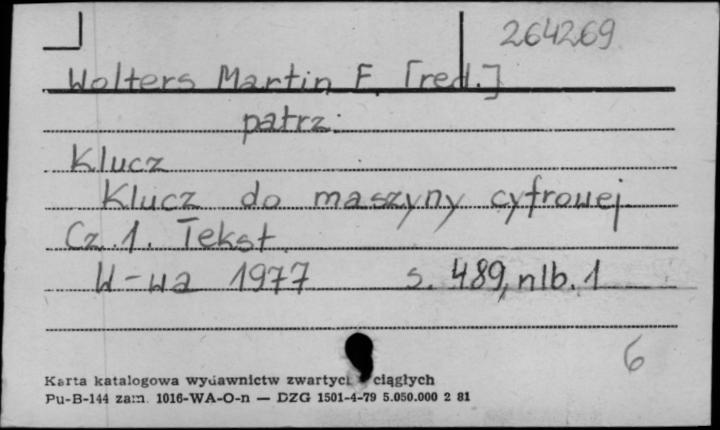 264269
Wolters Martin F. [red.]
patrz:
Klucz
Klucz do maszyny cyfrowej.
Cz. 1. Tekst.
W-wa 1977 s. 489, nlb. 1
6
Karta katalogowa wydawnictw zwartych ciągłych
Pu-B-144 zam. 1016-WA-O-n — DZG 1501-4-79 5.050.000 2 81